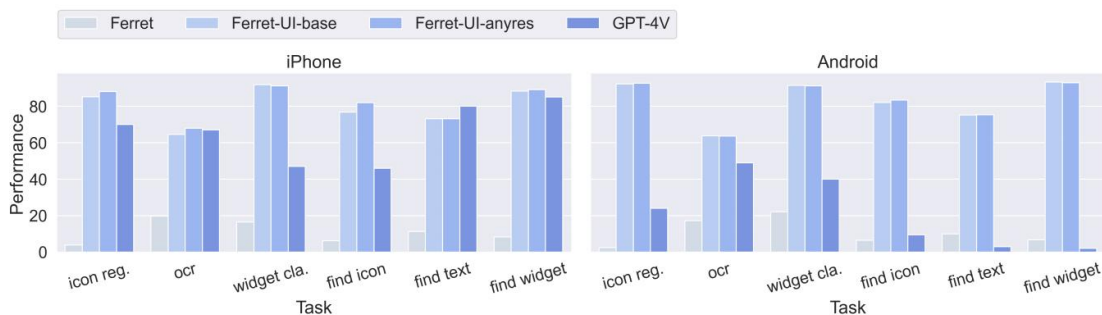 Ferret Ferret-UI-base Ferret-UI-anyres GPT-4V
iPhone
Android
Performance
80
60
40
20
0
icon reg. ocr widget cla. find icon find text find widget
icon reg. ocr widget cla. find icon find text find widget
Task
Task